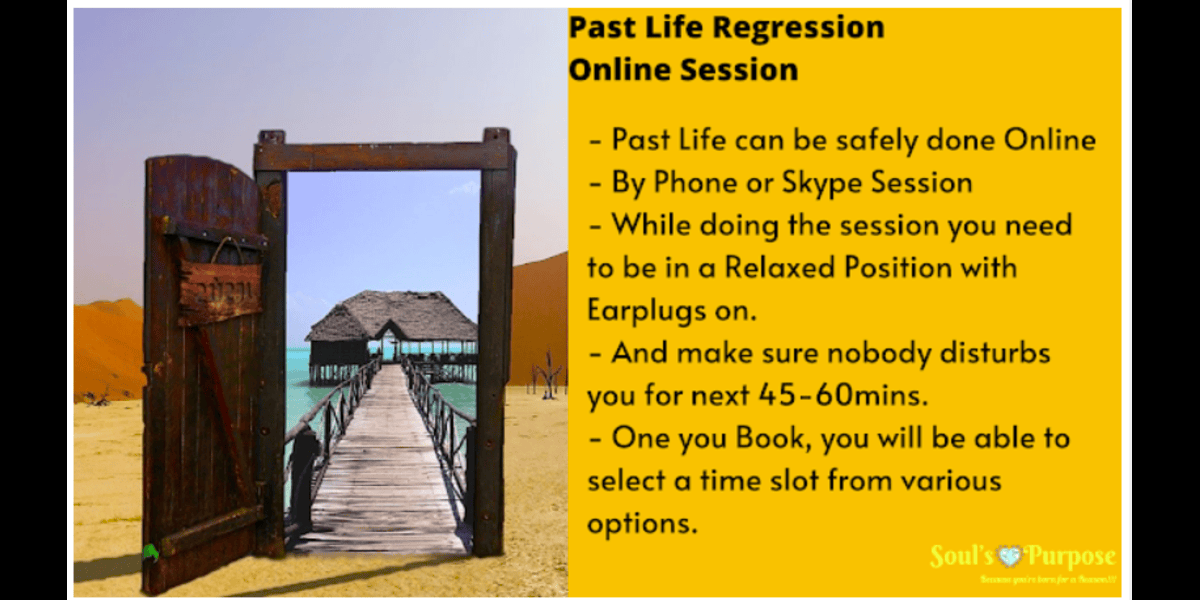 Past Life Regression
Online Session
- Past Life can be safely done Online
- By Phone or Skype Session
- While doing the session you need
to be in a Relaxed Position with
Earplugs on.
- And make sure nobody disturbs
you for next 45-60mins.
- One you Book, you will be able to
select a time slot from various
options.
Soul's Purpose
Because you're born for a Reason!!!